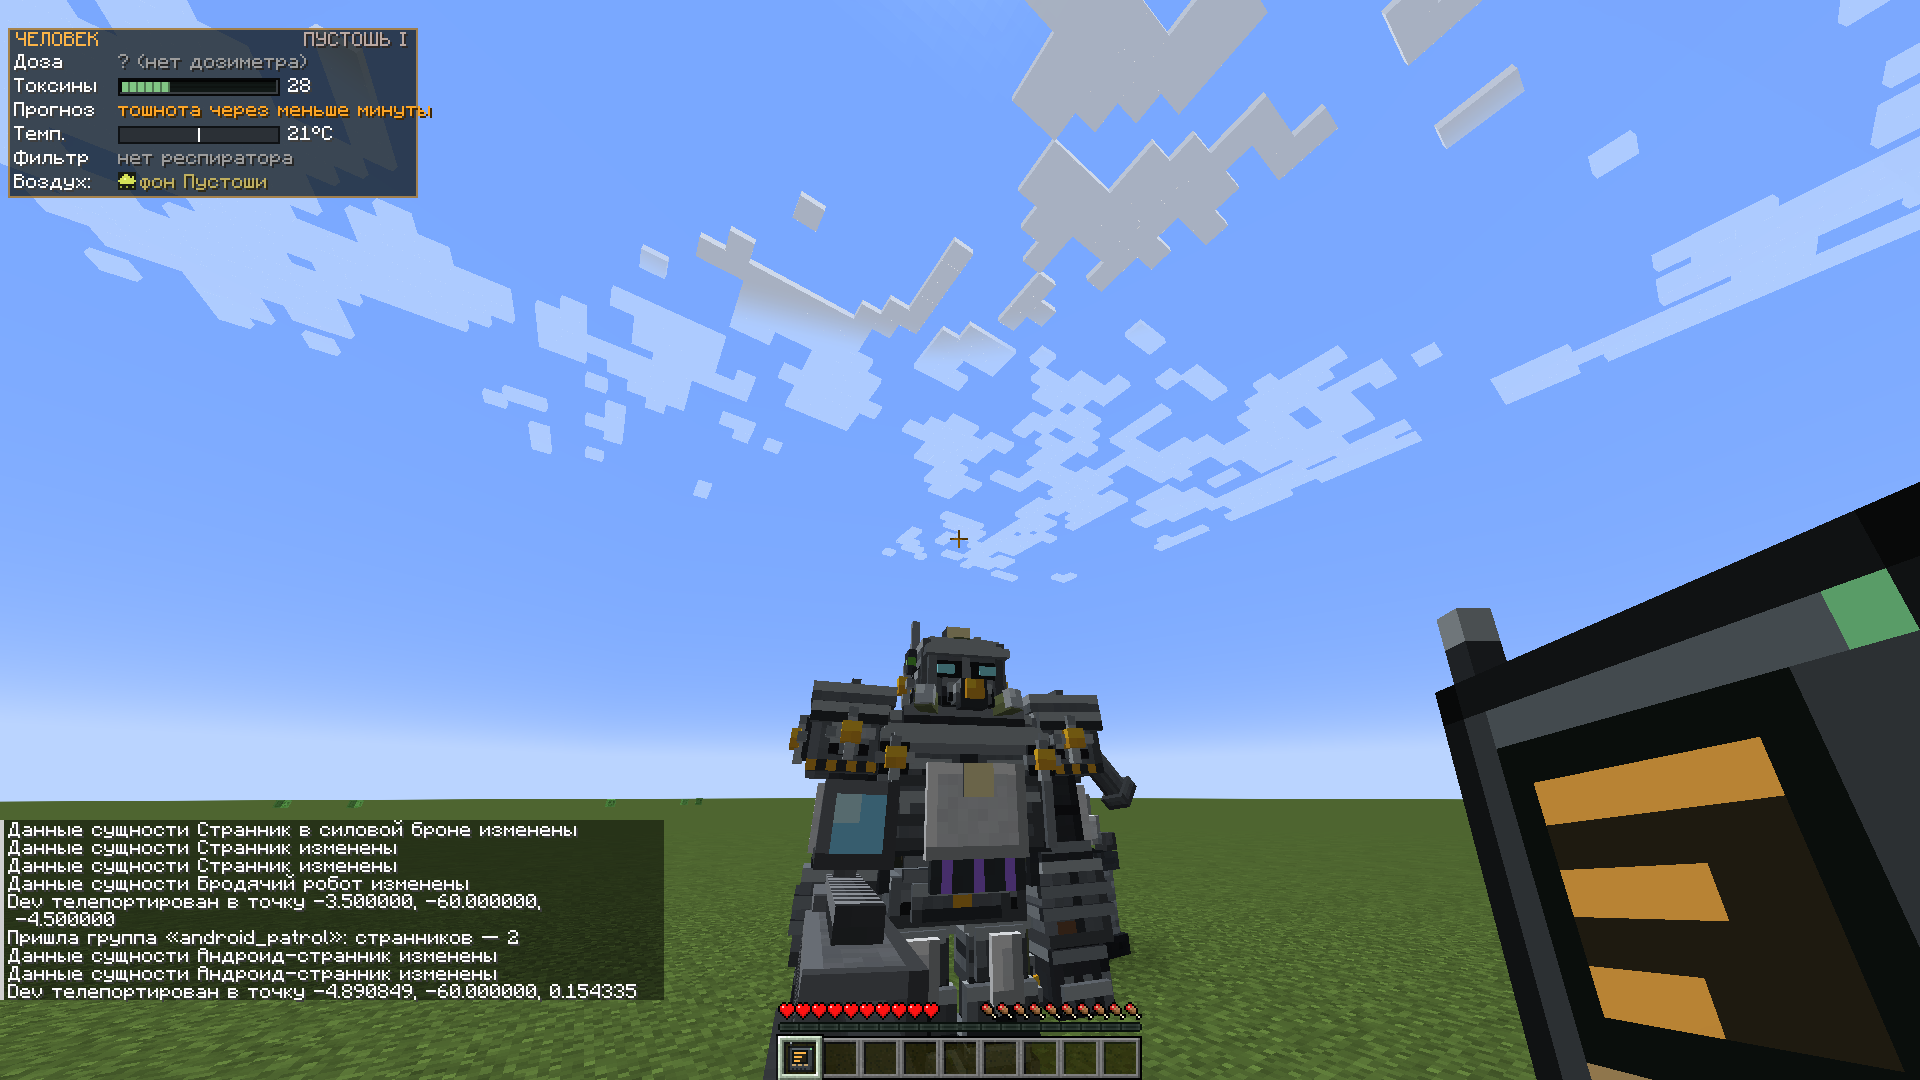 ЧЕЛОВЕК ПУСТОШЬ I
Доза ? (нет дозиметра)
Токсины 28
Прогноз тошнота через меньше минуты
Темп. 21°C
Фильтр нет респиратора
Воздух: фон Пустоши
Данные сущности Странник в силовой броне изменены
Данные сущности Странник изменены
Данные сущности Странник изменены
Данные сущности Бродячий робот изменены
Dev телепортирован в точку -3.500000, -60.000000,
-4.500000
Пришла группа «android_patrol»: странников — 2
Данные сущности Андроид-странник изменены
Данные сущности Андроид-странник изменены
Dev телепортирован в точку -4.890849, -60.000000, 0.154335